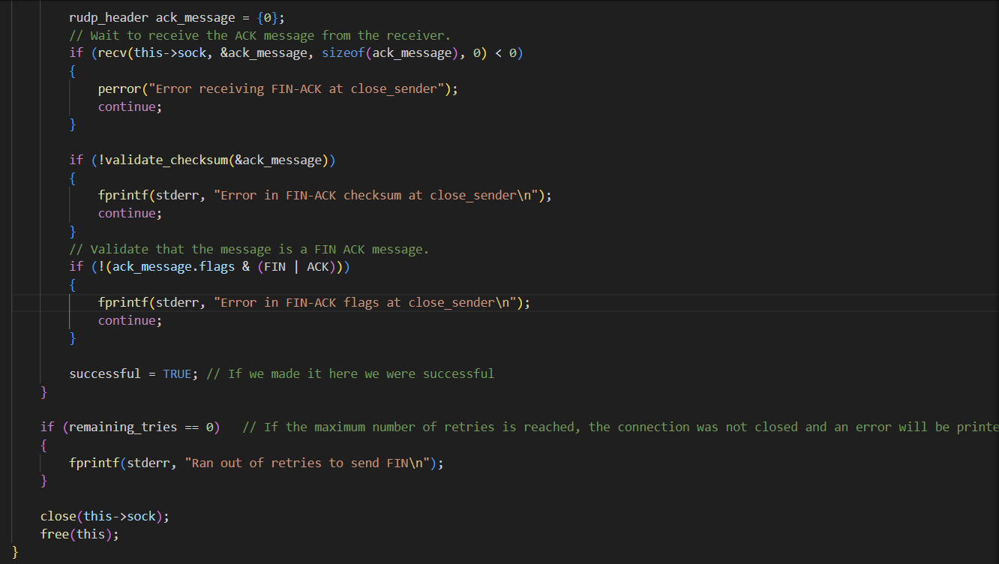 rudp_header ack_message = {0};
// Wait to receive the ACK message from the receiver.
if (recv(this->sock, &ack_message, sizeof(ack_message), 0) < 0)
{
perror("Error receiving FIN-ACK at close_sender");
continue;
}
if (!validate_checksum(&ack_message))
{
fprintf(stderr, "Error in FIN-ACK checksum at close_sender\n");
continue;
}
// Validate that the message is a FIN ACK message.
if (!(ack_message.flags & (FIN | ACK)))
{
fprintf(stderr, "Error in FIN-ACK flags at close_sender\n");
continue;
}
successful = TRUE; // If we made it here we were successful
}
if (remaining_tries == 0) // If the maximum number of retries is reached, the connection was not closed and an error will be printe
{
fprintf(stderr, "Ran out of retries to send FIN\n");
}
close(this->sock);
free(this);
}